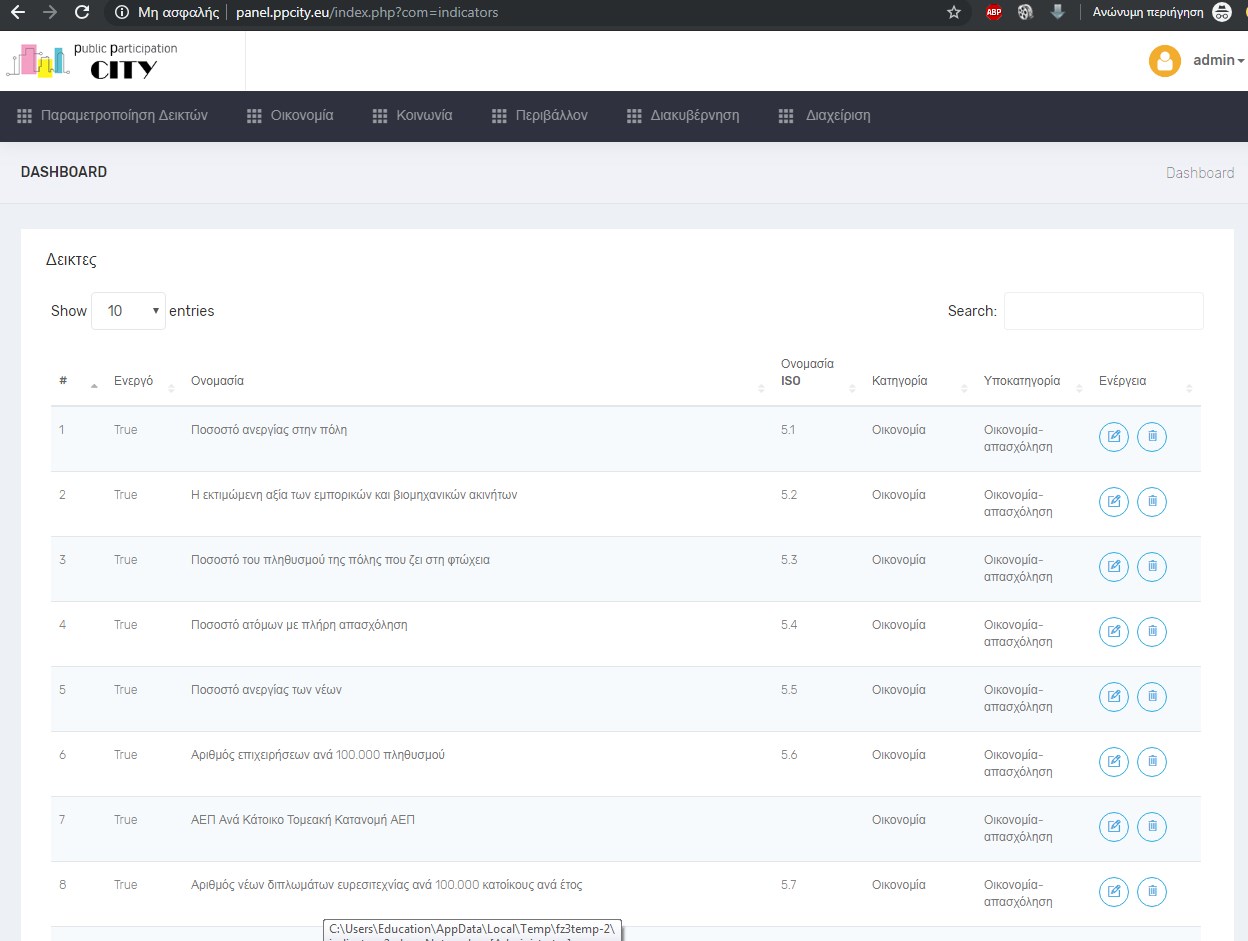 Μη ασφαλής panel.ppcity.eu/index.php?com=indicators ABP Ανώνυμη περιήγηση
public participation
CITY
admin
Παραμετροποίηση Δεικτών Οικονομία Κοινωνία Περιβάλλον Διακυβέρνηση Διαχείριση
DASHBOARD Dashboard
Δεικτες
Show 10 entries Search:
# Ενεργό Ονομασία Ονομασία ISO Κατηγορία Υποκατηγορία Ενέργεια
1 True Ποσοστό ανεργίας στην πόλη 5.1 Οικονομία Οικονομία-
απασχόληση
2 True Η εκτιμώμενη αξία των εμπορικών και βιομηχανικών ακινήτων 5.2 Οικονομία Οικονομία-
απασχόληση
3 True Ποσοστό του πληθυσμού της πόλης που ζει στη φτώχεια 5.3 Οικονομία Οικονομία-
απασχόληση
4 True Ποσοστό ατόμων με πλήρη απασχόληση 5.4 Οικονομία Οικονομία-
απασχόληση
5 True Ποσοστό ανεργίας των νέων 5.5 Οικονομία Οικονομία-
απασχόληση
6 True Αριθμός επιχειρήσεων ανά 100.000 πληθυσμού 5.6 Οικονομία Οικονομία-
απασχόληση
7 True ΑΕΠ Ανά Κάτοικο Τομεακή Κατανομή ΑΕΠ Οικονομία Οικονομία-
απασχόληση
8 True Αριθμός νέων διπλωμάτων ευρεσιτεχνίας ανά 100.000 κατοίκους ανά έτος 5.7 Οικονομία Οικονομία-
απασχόληση
C:\Users\Education\AppData\Local\Temp\fz3temp-2\